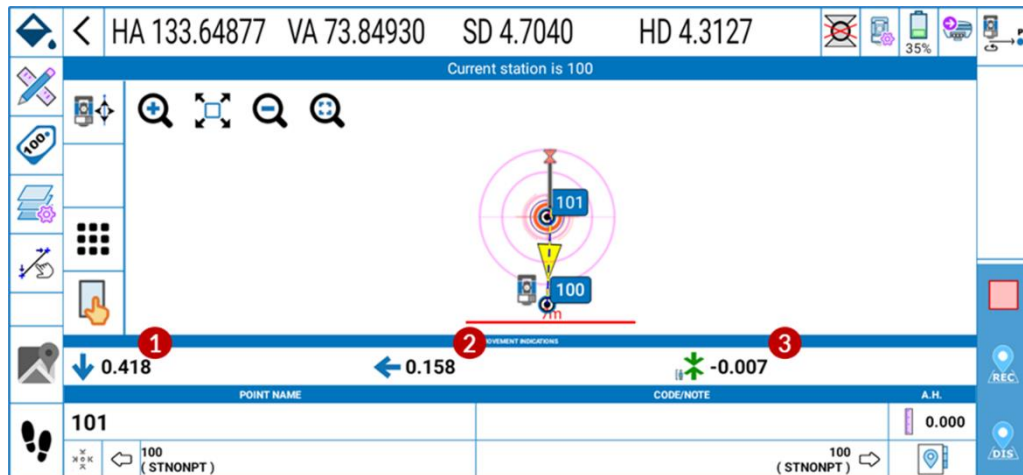 HA 133.64877 VA 73.84930 SD 4.7040 HD 4.3127
35%
P
Current station is 100
100
101
100
7m
1 2 3
MOVEMENT INDICATIONS
0.418 0.158 -0.007
POINT NAME CODE/NOTE A.H.
101 0.000
100 100
( STNONPT ) ( STNONPT )
REC
DIS